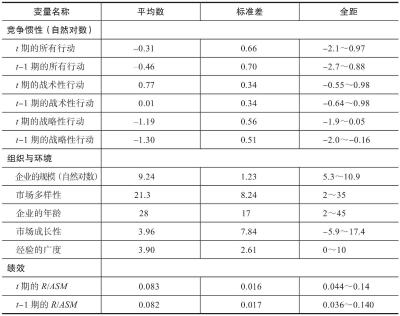 变量名称 平均数 标准差 全距
竞争惯性（自然对数）
t 期的所有行动 –0.31 0.66 –2.1～0.97
t–1 期的所有行动 –0.46 0.70 –2.7～0.88
t 期的战术性行动 0.77 0.34 –0.55～0.98
t–1 期的战术性行动 0.01 0.34 –0.64～0.98
t 期的战略性行动 –1.19 0.56 –1.9～0.05
t–1 期的战略性行动 –1.30 0.51 –2.0～–0.16
组织与环境
企业的规模（自然对数） 9.24 1.23 5.3～10.9
市场多样性 21.3 8.24 2～35
企业的年龄 28 17 2～45
市场成长性 3.96 7.84 –5.9～17.4
经验的广度 3.90 2.61 0～10
绩效
t 期的 R/ASM 0.083 0.016 0.044～0.14
t–1 期的 R/ASM 0.082 0.017 0.036～0.140